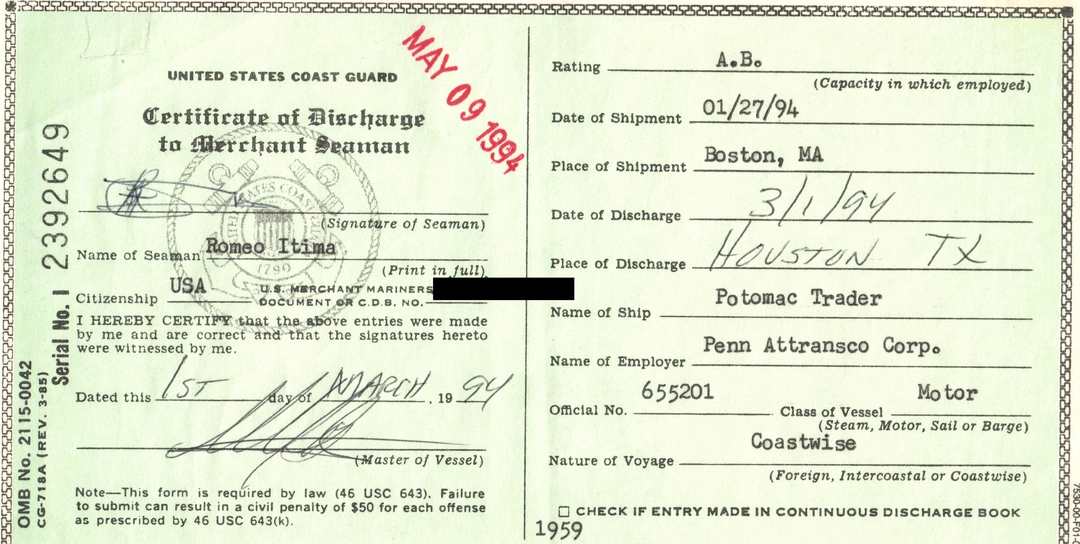 UNITED STATES COAST GUARD
Certificate of Discharge
to Merchant Seaman
MAY 09 1994
UNITED STATES COAST GUARD
1790
(Signature of Seaman)
Name of Seaman Romeo Itima
(Print in full)
Citizenship USA
U.S. MERCHANT MARINERS
DOCUMENT OR C.D.B. NO.
I HEREBY CERTIFY that the above entries were made
by me and are correct and that the signatures hereto
were witnessed by me.
Dated this 1ST day of MARCH, 19 94
(Master of Vessel)
Note—This form is required by law (46 USC 643). Failure
to submit can result in a civil penalty of $50 for each offense
as prescribed by 46 USC 643(k).
Serial No. I 2392649
OMB No. 2115-0042
CG-718A (REV. 3-85)
Rating A.B.
(Capacity in which employed)
Date of Shipment 01/27/94
Place of Shipment Boston, MA
Date of Discharge 3/1/94
Place of Discharge HOUSTON TX
Name of Ship Potomac Trader
Name of Employer Penn Attransco Corp.
Official No. 655201 Class of Vessel Motor
(Steam, Motor, Sail or Barge)
Nature of Voyage Coastwise
(Foreign, Intercoastal or Coastwise)
☐ CHECK IF ENTRY MADE IN CONTINUOUS DISCHARGE BOOK
1959